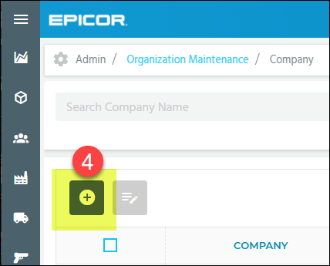 EPICOR
Admin / Organization Maintenance / Company
Search Company Name
4
COMPANY